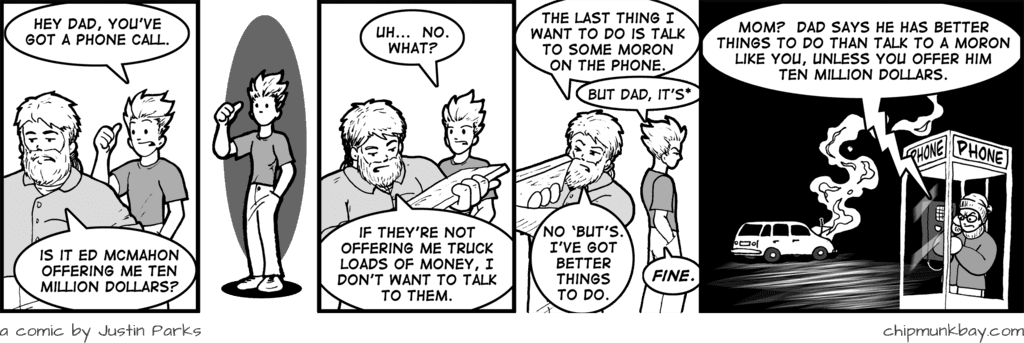 HEY DAD, YOU'VE
GOT A PHONE CALL.
IS IT ED MCMAHON
OFFERING ME TEN
MILLION DOLLARS?
UH... NO.
WHAT?
IF THEY'RE NOT
OFFERING ME TRUCK
LOADS OF MONEY, I
DON'T WANT TO TALK
TO THEM.
THE LAST THING I
WANT TO DO IS TALK
TO SOME MORON
ON THE PHONE.
BUT DAD, IT'S*
NO 'BUT'S.
I'VE GOT
BETTER
THINGS
TO DO.
FINE.
MOM? DAD SAYS HE HAS BETTER
THINGS TO DO THAN TALK TO A MORON
LIKE YOU, UNLESS YOU OFFER HIM
TEN MILLION DOLLARS.
PHONE
PHONE
a comic by Justin Parks
chipmunkbay.com